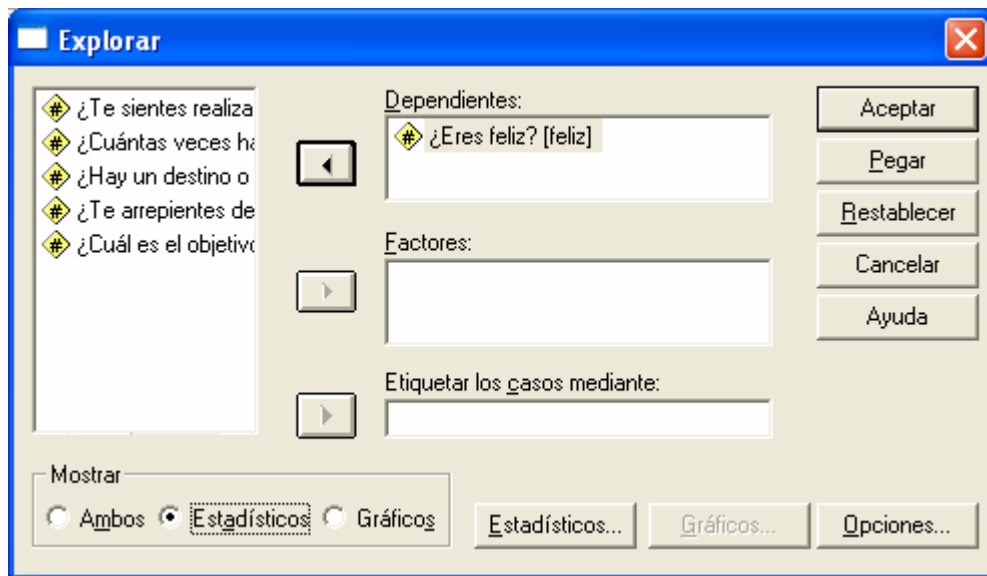 Explorar
¿Te sientes realiza
¿Cuántas veces ha
¿Hay un destino o
¿Te arrepientes de
¿Cuál es el objetivo
Dependientes:
¿Eres feliz? [feliz]
Factores:
Etiquetar los casos mediante:
Aceptar
Pegar
Restablecer
Cancelar
Ayuda
Mostrar
Ambos
Estadísticos
Gráficos
Estadísticos...
Gráficos...
Opciones...